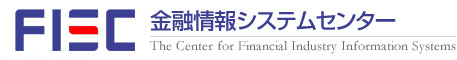 FISC 金融情報システムセンター
The Center for Financial Industry Information Systems